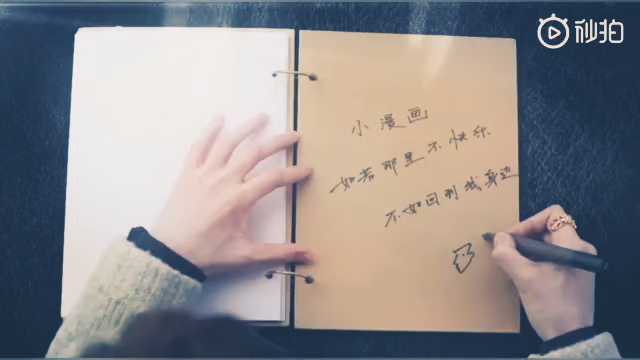 秒拍
小漫画
如若那里不快乐
不如回到我身边